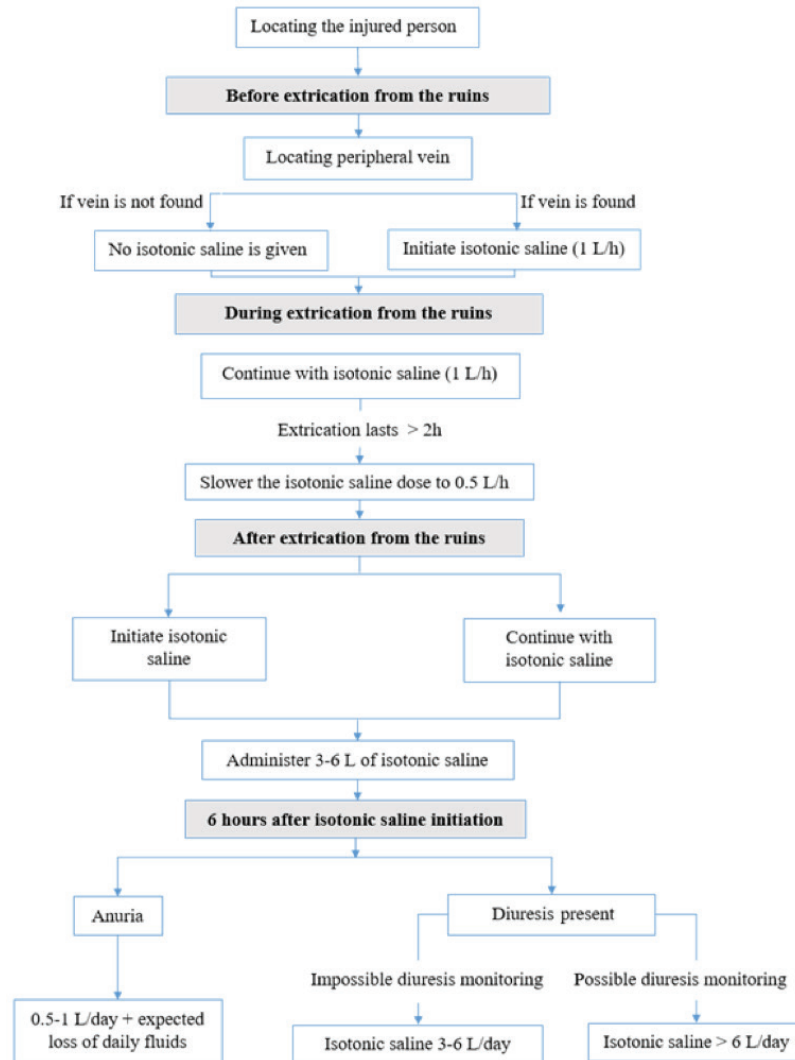 Locating the injured person
Before extrication from the ruins
Locating peripheral vein
If vein is not found
If vein is found
No isotonic saline is given
Initiate isotonic saline (1 L/h)
During extrication from the ruins
Continue with isotonic saline (1 L/h)
Extrication lasts > 2h
Slower the isotonic saline dose to 0.5 L/h
After extrication from the ruins
Initiate isotonic
saline
Continue with
isotonic saline
Administer 3-6 L of isotonic saline
6 hours after isotonic saline initiation
Anuria
Diuresis present
Impossible diuresis monitoring
Possible diuresis monitoring
0.5-1 L/day + expected
loss of daily fluids
Isotonic saline 3-6 L/day
Isotonic saline > 6 L/day